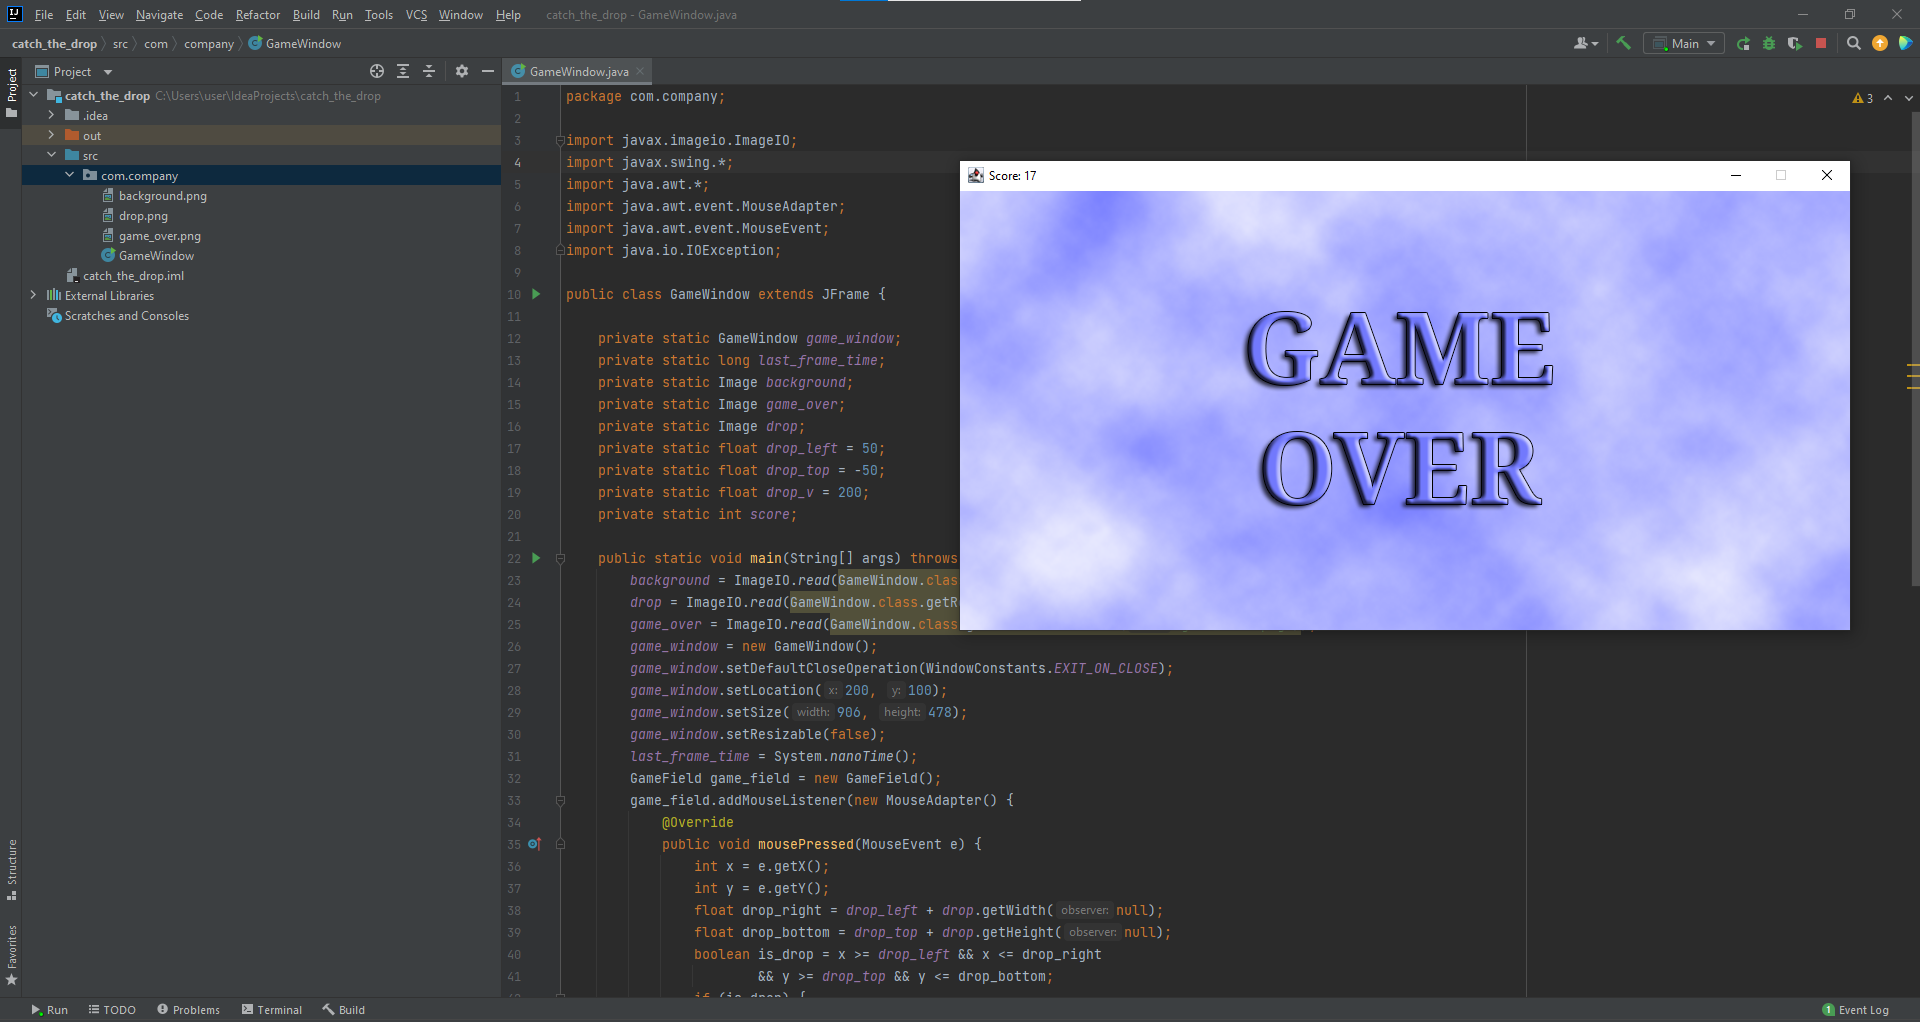 File Edit View Navigate Code Refactor Build Run Tools VCS Window Help catch_the_drop - GameWindow.java
catch_the_drop src com company GameWindow
Main
Project
GameWindow.java
Project
catch_the_drop C:\Users\user\IdeaProjects\catch_the_drop
.idea
out
src
com.company
background.png
drop.png
game_over.png
GameWindow
catch_the_drop.iml
External Libraries
Scratches and Consoles
Structure
Favorites
3
1 package com.company;
2
3 import javax.imageio.ImageIO;
4 import javax.swing.*;
5 import java.awt.*;
6 import java.awt.event.MouseAdapter;
7 import java.awt.event.MouseEvent;
8 import java.io.IOException;
9
10 public class GameWindow extends JFrame {
11
12 private static GameWindow game_window;
13 private static long last_frame_time;
14 private static Image background;
15 private static Image game_over;
16 private static Image drop;
17 private static float drop_left = 50;
18 private static float drop_top = -50;
19 private static float drop_v = 200;
20 private static int score;
21
22 public static void main(String[] args) throws
23 background = ImageIO.read(GameWindow.clas
24 drop = ImageIO.read(GameWindow.class.getR
25 game_over = ImageIO.read(GameWindow.class
26 game_window = new GameWindow();
27 game_window.setDefaultCloseOperation(WindowConstants.EXIT_ON_CLOSE);
28 game_window.setLocation( x: 200, y: 100);
29 game_window.setSize( width: 906, height: 478);
30 game_window.setResizable(false);
31 last_frame_time = System.nanoTime();
32 GameField game_field = new GameField();
33 game_field.addMouseListener(new MouseAdapter() {
34 @Override
35 public void mousePressed(MouseEvent e) {
36 int x = e.getX();
37 int y = e.getY();
38 float drop_right = drop_left + drop.getWidth( observer: null);
39 float drop_bottom = drop_top + drop.getHeight( observer: null);
40 boolean is_drop = x >= drop_left && x <= drop_right
41 && y >= drop_top && y <= drop_bottom;
if (is_drop) {
Score: 17
GAME
OVER
Run TODO Problems Terminal Build
1 Event Log